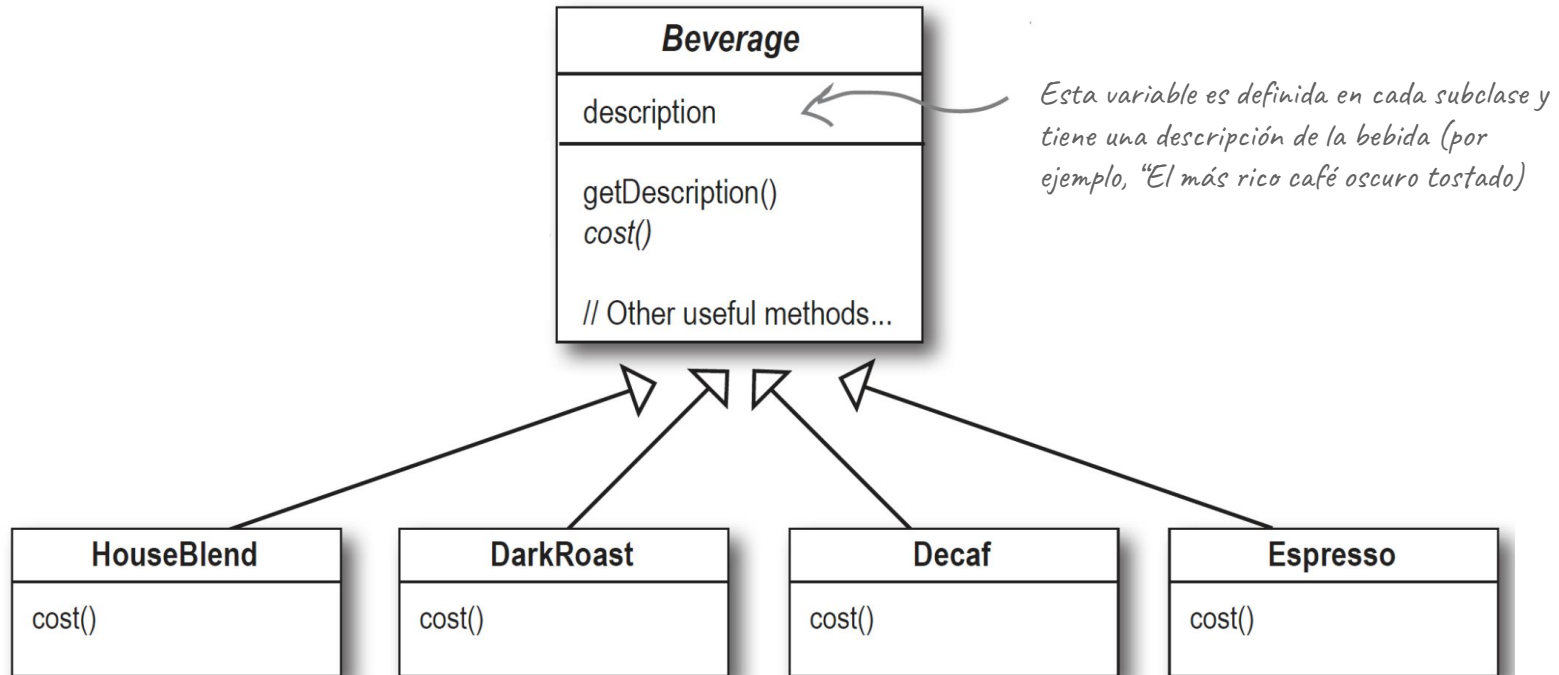 Beverage
description
Esta variable es definida en cada subclase y
tiene una descripción de la bebida (por
ejemplo, “El más rico café oscuro tostado)
getDescription()
cost()
// Other useful methods...
HouseBlend
cost()
DarkRoast
cost()
Decaf
cost()
Espresso
cost()